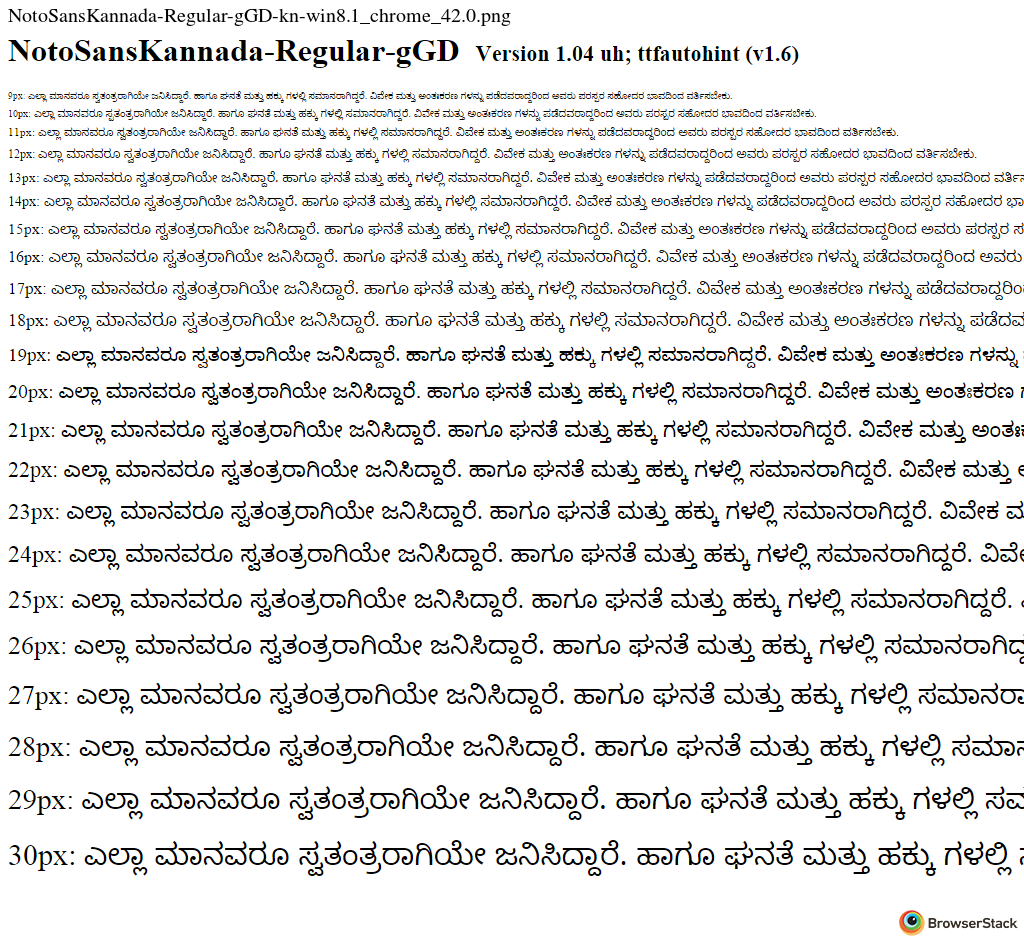 NotoSansKannada-Regular-gGD-kn-win8.1_chrome_42.0.png
NotoSansKannada-Regular-gGD Version 1.04 uh; ttfautohint (v1.6)
9px: ಎಲ್ಲಾ ಮಾನವರೂ ಸ್ವತಂತ್ರರಾಗಿಯೇ ಜನಿಸಿದ್ದಾರೆ. ಹಾಗೂ ಘನತೆ ಮತ್ತು ಹಕ್ಕು ಗಳಲ್ಲಿ ಸಮಾನರಾಗಿದ್ದರೆ. ವಿವೇಕ ಮತ್ತು ಅಂತಃಕರಣ ಗಳನ್ನು ಪಡೆದವರಾದ್ದರಿಂದ ಅವರು ಪರಸ್ಪರ ಸಹೋದರ ಭಾವದಿಂದ ವರ್ತಿಸಬೇಕು.
10px: ಎಲ್ಲಾ ಮಾನವರೂ ಸ್ವತಂತ್ರರಾಗಿಯೇ ಜನಿಸಿದ್ದಾರೆ. ಹಾಗೂ ಘನತೆ ಮತ್ತು ಹಕ್ಕು ಗಳಲ್ಲಿ ಸಮಾನರಾಗಿದ್ದರೆ. ವಿವೇಕ ಮತ್ತು ಅಂತಃಕರಣ ಗಳನ್ನು ಪಡೆದವರಾದ್ದರಿಂದ ಅವರು ಪರಸ್ಪರ ಸಹೋದರ ಭಾವದಿಂದ ವರ್ತಿಸಬೇಕು.
11px: ಎಲ್ಲಾ ಮಾನವರೂ ಸ್ವತಂತ್ರರಾಗಿಯೇ ಜನಿಸಿದ್ದಾರೆ. ಹಾಗೂ ಘನತೆ ಮತ್ತು ಹಕ್ಕು ಗಳಲ್ಲಿ ಸಮಾನರಾಗಿದ್ದರೆ. ವಿವೇಕ ಮತ್ತು ಅಂತಃಕರಣ ಗಳನ್ನು ಪಡೆದವರಾದ್ದರಿಂದ ಅವರು ಪರಸ್ಪರ ಸಹೋದರ ಭಾವದಿಂದ ವರ್ತಿಸಬೇಕು.
12px: ಎಲ್ಲಾ ಮಾನವರೂ ಸ್ವತಂತ್ರರಾಗಿಯೇ ಜನಿಸಿದ್ದಾರೆ. ಹಾಗೂ ಘನತೆ ಮತ್ತು ಹಕ್ಕು ಗಳಲ್ಲಿ ಸಮಾನರಾಗಿದ್ದರೆ. ವಿವೇಕ ಮತ್ತು ಅಂತಃಕರಣ ಗಳನ್ನು ಪಡೆದವರಾದ್ದರಿಂದ ಅವರು ಪರಸ್ಪರ ಸಹೋದರ ಭಾವದಿಂದ ವರ್ತಿಸಬೇಕು.
13px: ಎಲ್ಲಾ ಮಾನವರೂ ಸ್ವತಂತ್ರರಾಗಿಯೇ ಜನಿಸಿದ್ದಾರೆ. ಹಾಗೂ ಘನತೆ ಮತ್ತು ಹಕ್ಕು ಗಳಲ್ಲಿ ಸಮಾನರಾಗಿದ್ದರೆ. ವಿವೇಕ ಮತ್ತು ಅಂತಃಕರಣ ಗಳನ್ನು ಪಡೆದವರಾದ್ದರಿಂದ ಅವರು ಪರಸ್ಪರ ಸಹೋದರ ಭಾವದಿಂದ
14px: ಎಲ್ಲಾ ಮಾನವರೂ ಸ್ವತಂತ್ರರಾಗಿಯೇ ಜನಿಸಿದ್ದಾರೆ. ಹಾಗೂ ಘನತೆ ಮತ್ತು ಹಕ್ಕು ಗಳಲ್ಲಿ ಸಮಾನರಾಗಿದ್ದರೆ. ವಿವೇಕ ಮತ್ತು ಅಂತಃಕರಣ ಗಳನ್ನು ಪಡೆದವರಾದ್ದರಿಂದ ಅವರು ಪರಸ್ಪರ ಸಹೋದರ ಭಾ
15px: ಎಲ್ಲಾ ಮಾನವರೂ ಸ್ವತಂತ್ರರಾಗಿಯೇ ಜನಿಸಿದ್ದಾರೆ. ಹಾಗೂ ಘನತೆ ಮತ್ತು ಹಕ್ಕು ಗಳಲ್ಲಿ ಸಮಾನರಾಗಿದ್ದರೆ. ವಿವೇಕ ಮತ್ತು ಅಂತಃಕರಣ ಗಳನ್ನು ಪಡೆದವರಾದ್ದರಿಂದ ಅವರು ಪರಸ್ಪರ ಸ
16px: ಎಲ್ಲಾ ಮಾನವರೂ ಸ್ವತಂತ್ರರಾಗಿಯೇ ಜನಿಸಿದ್ದಾರೆ. ಹಾಗೂ ಘನತೆ ಮತ್ತು ಹಕ್ಕು ಗಳಲ್ಲಿ ಸಮಾನರಾಗಿದ್ದರೆ. ವಿವೇಕ ಮತ್ತು ಅಂತಃಕರಣ ಗಳನ್ನು ಪಡೆದವರಾದ್ದರಿಂದ ಅವರು
17px: ಎಲ್ಲಾ ಮಾನವರೂ ಸ್ವತಂತ್ರರಾಗಿಯೇ ಜನಿಸಿದ್ದಾರೆ. ಹಾಗೂ ಘನತೆ ಮತ್ತು ಹಕ್ಕು ಗಳಲ್ಲಿ ಸಮಾನರಾಗಿದ್ದರೆ. ವಿವೇಕ ಮತ್ತು ಅಂತಃಕರಣ ಗಳನ್ನು ಪಡೆದವರಾದ್ದರಿಂ
18px: ಎಲ್ಲಾ ಮಾನವರೂ ಸ್ವತಂತ್ರರಾಗಿಯೇ ಜನಿಸಿದ್ದಾರೆ. ಹಾಗೂ ಘನತೆ ಮತ್ತು ಹಕ್ಕು ಗಳಲ್ಲಿ ಸಮಾನರಾಗಿದ್ದರೆ. ವಿವೇಕ ಮತ್ತು ಅಂತಃಕರಣ ಗಳನ್ನು ಪಡೆದವ
19px: ಎಲ್ಲಾ ಮಾನವರೂ ಸ್ವತಂತ್ರರಾಗಿಯೇ ಜನಿಸಿದ್ದಾರೆ. ಹಾಗೂ ಘನತೆ ಮತ್ತು ಹಕ್ಕು ಗಳಲ್ಲಿ ಸಮಾನರಾಗಿದ್ದರೆ. ವಿವೇಕ ಮತ್ತು ಅಂತಃಕರಣ ಗಳನ್ನು
20px: ಎಲ್ಲಾ ಮಾನವರೂ ಸ್ವತಂತ್ರರಾಗಿಯೇ ಜನಿಸಿದ್ದಾರೆ. ಹಾಗೂ ಘನತೆ ಮತ್ತು ಹಕ್ಕು ಗಳಲ್ಲಿ ಸಮಾನರಾಗಿದ್ದರೆ. ವಿವೇಕ ಮತ್ತು ಅಂತಃಕರಣ
21px: ಎಲ್ಲಾ ಮಾನವರೂ ಸ್ವತಂತ್ರರಾಗಿಯೇ ಜನಿಸಿದ್ದಾರೆ. ಹಾಗೂ ಘನತೆ ಮತ್ತು ಹಕ್ಕು ಗಳಲ್ಲಿ ಸಮಾನರಾಗಿದ್ದರೆ. ವಿವೇಕ ಮತ್ತು ಅಂತಃ
22px: ಎಲ್ಲಾ ಮಾನವರೂ ಸ್ವತಂತ್ರರಾಗಿಯೇ ಜನಿಸಿದ್ದಾರೆ. ಹಾಗೂ ಘನತೆ ಮತ್ತು ಹಕ್ಕು ಗಳಲ್ಲಿ ಸಮಾನರಾಗಿದ್ದರೆ. ವಿವೇಕ ಮತ್ತು
23px: ಎಲ್ಲಾ ಮಾನವರೂ ಸ್ವತಂತ್ರರಾಗಿಯೇ ಜನಿಸಿದ್ದಾರೆ. ಹಾಗೂ ಘನತೆ ಮತ್ತು ಹಕ್ಕು ಗಳಲ್ಲಿ ಸಮಾನರಾಗಿದ್ದರೆ. ವಿವೇಕ
24px: ಎಲ್ಲಾ ಮಾನವರೂ ಸ್ವತಂತ್ರರಾಗಿಯೇ ಜನಿಸಿದ್ದಾರೆ. ಹಾಗೂ ಘನತೆ ಮತ್ತು ಹಕ್ಕು ಗಳಲ್ಲಿ ಸಮಾನರಾಗಿದ್ದರೆ. ವಿವೇ
25px: ಎಲ್ಲಾ ಮಾನವರೂ ಸ್ವತಂತ್ರರಾಗಿಯೇ ಜನಿಸಿದ್ದಾರೆ. ಹಾಗೂ ಘನತೆ ಮತ್ತು ಹಕ್ಕು ಗಳಲ್ಲಿ ಸಮಾನರಾಗಿದ್ದರೆ.
26px: ಎಲ್ಲಾ ಮಾನವರೂ ಸ್ವತಂತ್ರರಾಗಿಯೇ ಜನಿಸಿದ್ದಾರೆ. ಹಾಗೂ ಘನತೆ ಮತ್ತು ಹಕ್ಕು ಗಳಲ್ಲಿ ಸಮಾನರಾಗಿದ್ದ
27px: ಎಲ್ಲಾ ಮಾನವರೂ ಸ್ವತಂತ್ರರಾಗಿಯೇ ಜನಿಸಿದ್ದಾರೆ. ಹಾಗೂ ಘನತೆ ಮತ್ತು ಹಕ್ಕು ಗಳಲ್ಲಿ ಸಮಾನರಾ
28px: ಎಲ್ಲಾ ಮಾನವರೂ ಸ್ವತಂತ್ರರಾಗಿಯೇ ಜನಿಸಿದ್ದಾರೆ. ಹಾಗೂ ಘನತೆ ಮತ್ತು ಹಕ್ಕು ಗಳಲ್ಲಿ ಸಮಾನ
29px: ಎಲ್ಲಾ ಮಾನವರೂ ಸ್ವತಂತ್ರರಾಗಿಯೇ ಜನಿಸಿದ್ದಾರೆ. ಹಾಗೂ ಘನತೆ ಮತ್ತು ಹಕ್ಕು ಗಳಲ್ಲಿ ಸಮ
30px: ಎಲ್ಲಾ ಮಾನವರೂ ಸ್ವತಂತ್ರರಾಗಿಯೇ ಜನಿಸಿದ್ದಾರೆ. ಹಾಗೂ ಘನತೆ ಮತ್ತು ಹಕ್ಕು ಗಳಲ್ಲಿ
BrowserStack